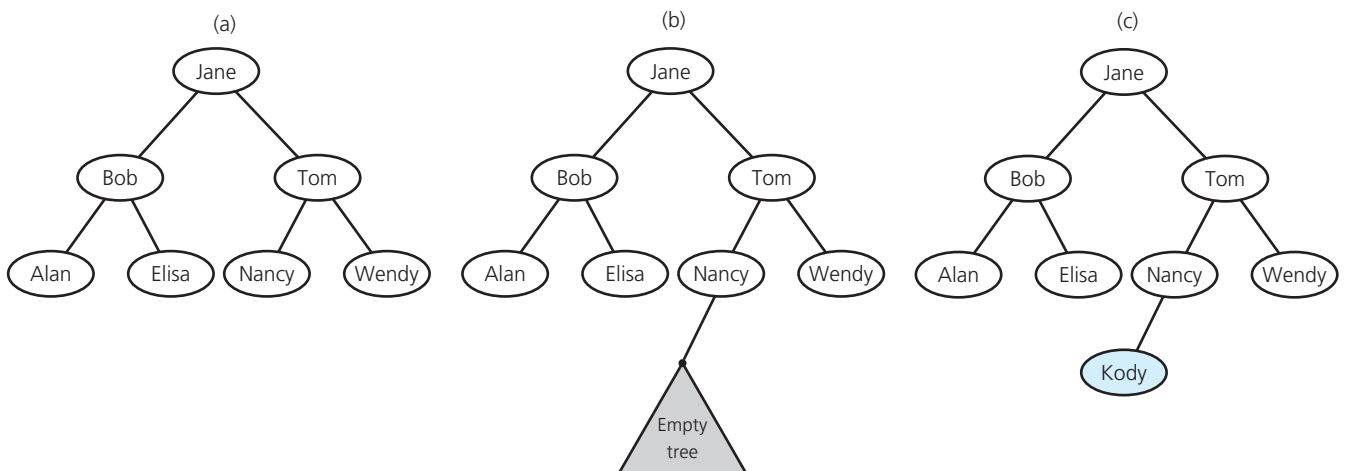 (a)
Jane
Bob Tom
Alan Elisa Nancy Wendy
(b)
Jane
Bob Tom
Alan Elisa Nancy Wendy
Empty
tree
(c)
Jane
Bob Tom
Alan Elisa Nancy Wendy
Kody